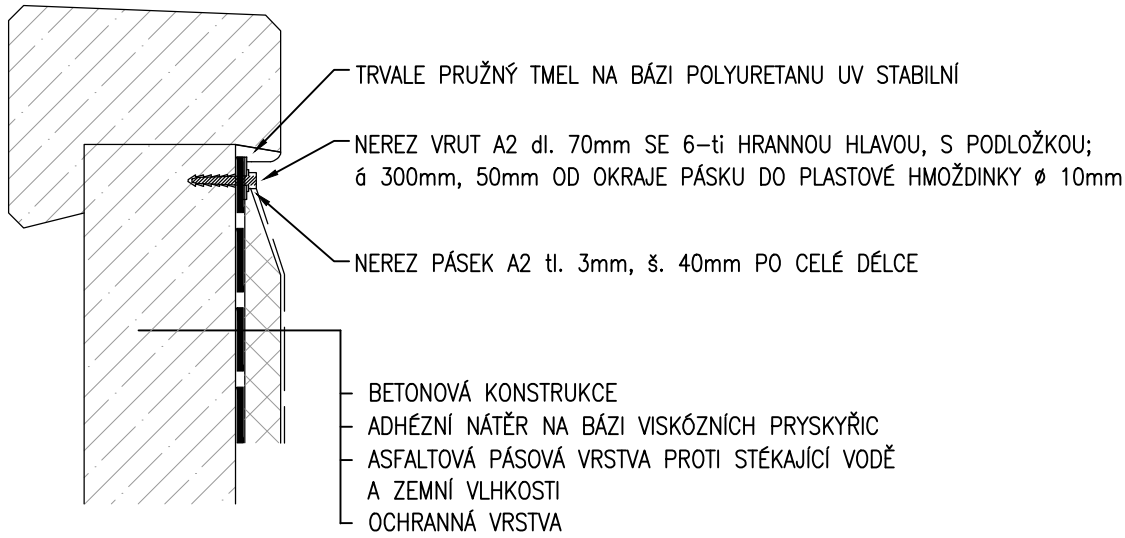 TRVALE PRUŽNÝ TMEL NA BÁZI POLYURETANU UV STABILNÍ
NEREZ VRUT A2 dl. 70mm SE 6-ti HRANNOU HLAVOU, S PODLOŽKOU;
á 300mm, 50mm OD OKRAJE PÁSKU DO PLASTOVÉ HMOŽDINKY ø 10mm
NEREZ PÁSEK A2 tl. 3mm, š. 40mm PO CELÉ DÉLCE
BETONOVÁ KONSTRUKCE
ADHÉZNÍ NÁTĚR NA BÁZI VISKÓZNÍCH PRYSKYŘIC
ASFALTOVÁ PÁSOVÁ VRSTVA PROTI STÉKAJÍCÍ VODĚ
A ZEMNÍ VLHKOSTI
OCHRANNÁ VRSTVA